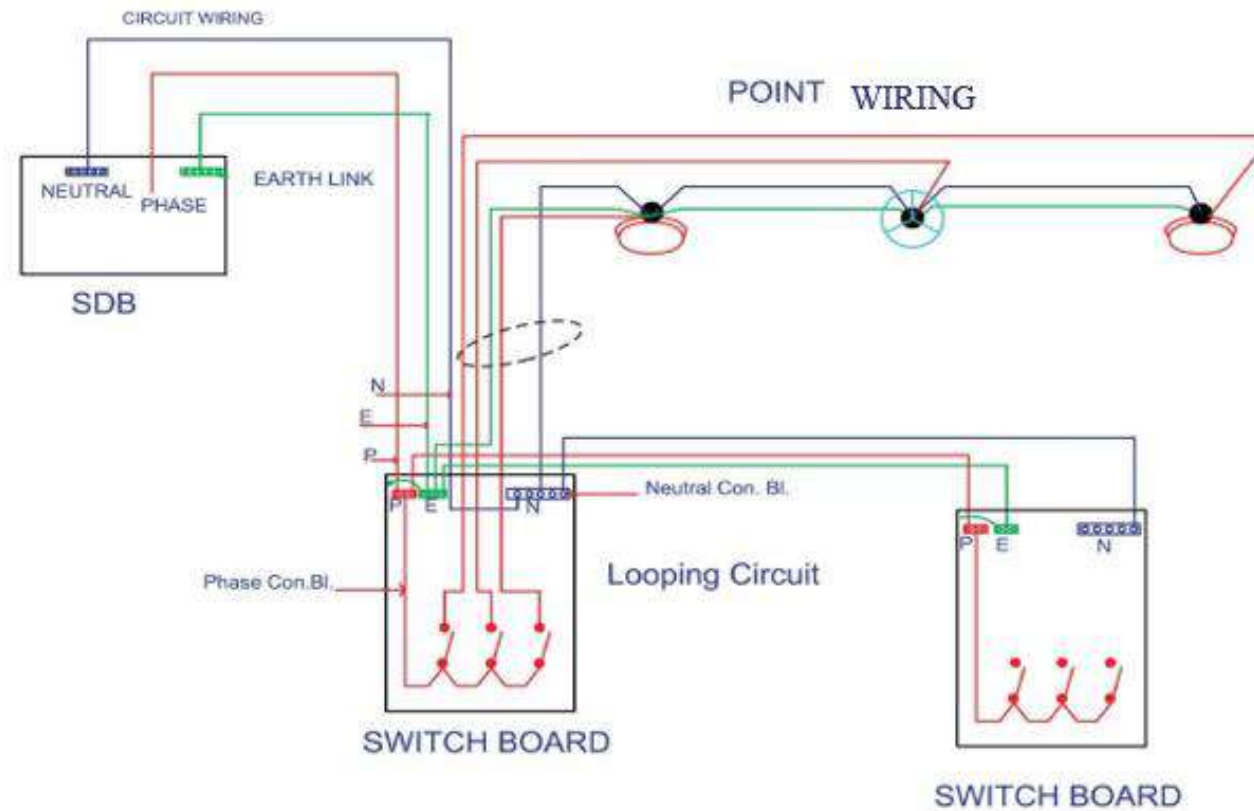 CIRCUIT WIRING
POINT WIRING
NEUTRAL
PHASE
EARTH LINK
SDB
N
E
P
P E N
Neutral Con. Bl.
Phase Con.Bl.
Looping Circuit
P E N
SWITCH BOARD
SWITCH BOARD